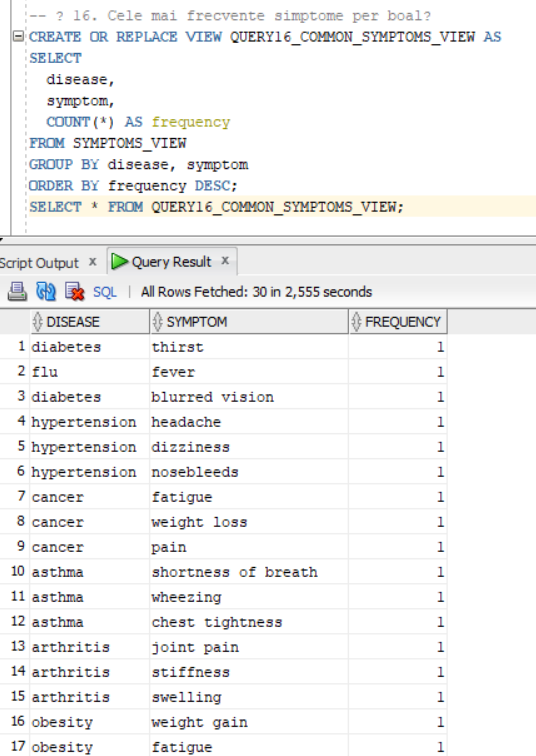 -- ? 16. Cele mai frecvente simptome per boal?
CREATE OR REPLACE VIEW QUERY16_COMMON_SYMPTOMS_VIEW AS
SELECT
disease,
symptom,
COUNT(*) AS frequency
FROM SYMPTOMS_VIEW
GROUP BY disease, symptom
ORDER BY frequency DESC;
SELECT * FROM QUERY16_COMMON_SYMPTOMS_VIEW;
Script Output x Query Result x
SQL | All Rows Fetched: 30 in 2,555 seconds
DISEASE SYMPTOM FREQUENCY
1 diabetes thirst 1
2 flu fever 1
3 diabetes blurred vision 1
4 hypertension headache 1
5 hypertension dizziness 1
6 hypertension nosebleeds 1
7 cancer fatigue 1
8 cancer weight loss 1
9 cancer pain 1
10 asthma shortness of breath 1
11 asthma wheezing 1
12 asthma chest tightness 1
13 arthritis joint pain 1
14 arthritis stiffness 1
15 arthritis swelling 1
16 obesity weight gain 1
17 obesity fatigue 1